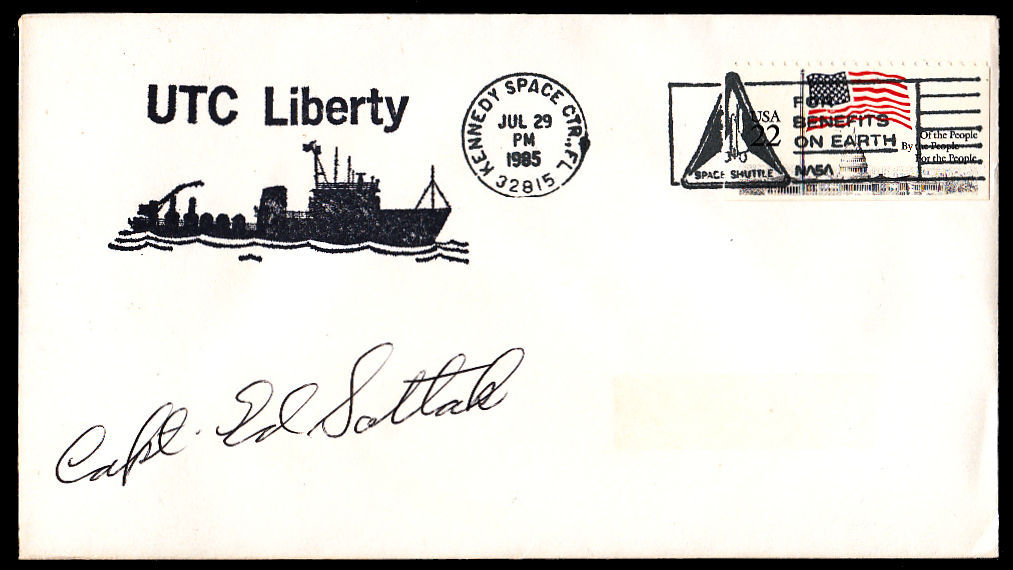 UTC Liberty
KENNEDY SPACE CTR., FL
JUL 29
PM
1985
32815
SPACE SHUTTLE
FOR
BENEFITS
ON EARTH
NASA
USA
22
Of the People
By the People
For the People
Capt. Ed